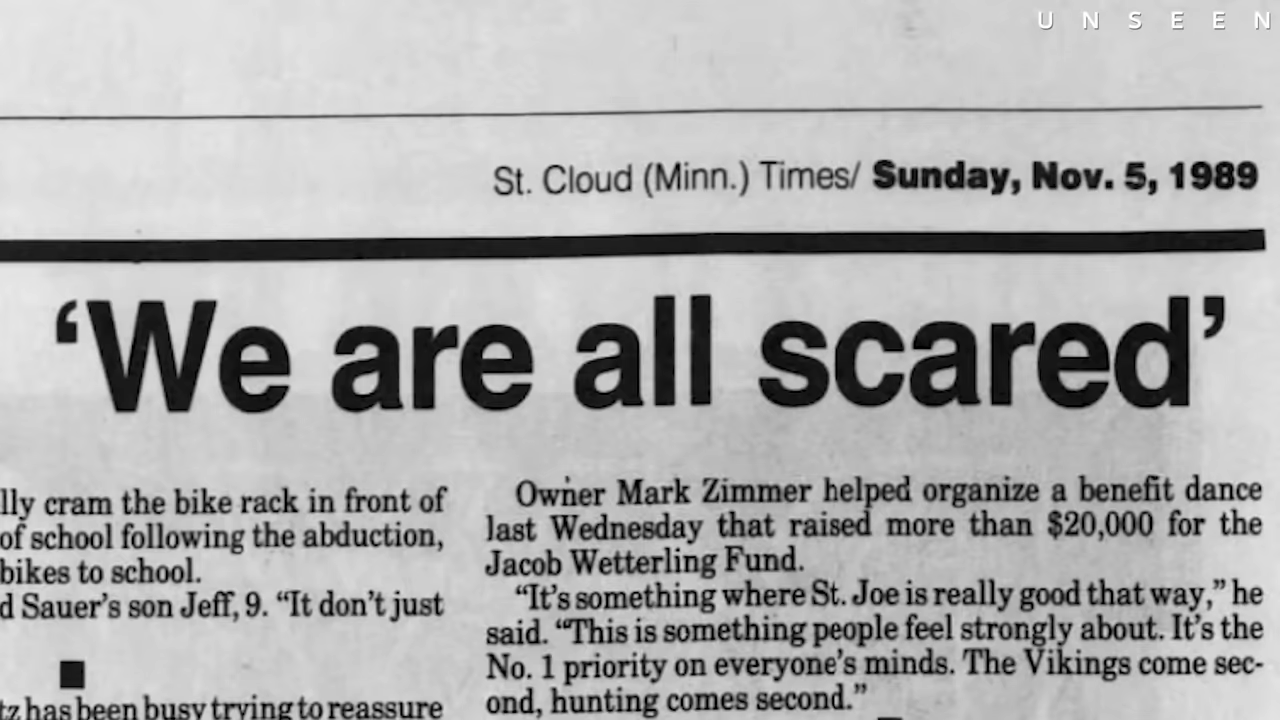 UNSEEN
St. Cloud (Minn.) Times/ Sunday, Nov. 5, 1989
‘We are all scared’
lly cram the bike rack in front of
of school following the abduction,
bikes to school.
d Sauer’s son Jeff, 9. “It don’t just
tz has been busy trying to reassure
Owner Mark Zimmer helped organize a benefit dance
last Wednesday that raised more than $20,000 for the
Jacob Wetterling Fund.
“It’s something where St. Joe is really good that way,” he
said. “This is something people feel strongly about. It’s the
No. 1 priority on everyone’s minds. The Vikings come sec-
ond, hunting comes second.”